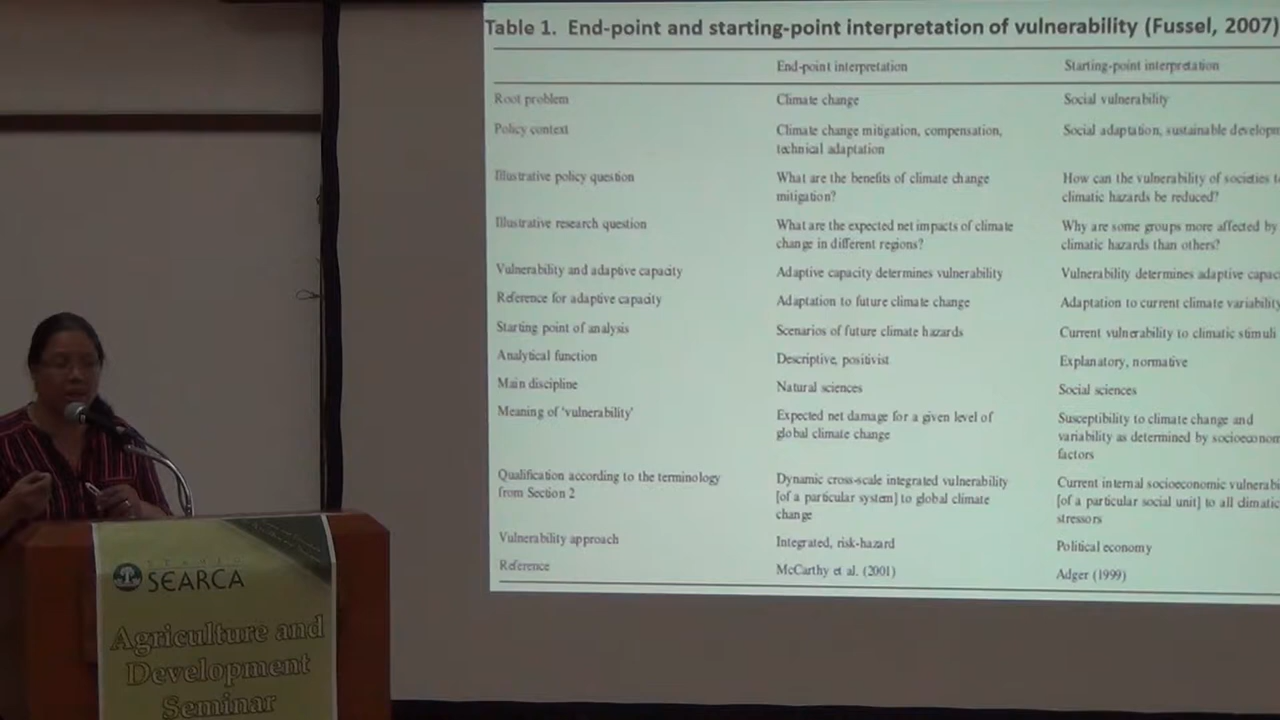 Table 1. End-point and starting-point interpretation of vulnerability (Fussel, 2007)
End-point interpretation Starting-point interpretation
Root problem Climate change Social vulnerability
Policy context Climate change mitigation, compensation, Social adaptation, sustainable developm
technical adaptation
Illustrative policy question What are the benefits of climate change How can the vulnerability of societies t
mitigation? climatic hazards be reduced?
Illustrative research question What are the expected net impacts of climate Why are some groups more affected by
change in different regions? climatic hazards than others?
Vulnerability and adaptive capacity Adaptive capacity determines vulnerability Vulnerability determines adaptive capac
Reference for adaptive capacity Adaptation to future climate change Adaptation to current climate variability
Starting point of analysis Scenarios of future climate hazards Current vulnerability to climatic stimuli
Analytical function Descriptive, positivist Explanatory, normative
Main discipline Natural sciences Social sciences
Meaning of 'vulnerability' Expected net damage for a given level of Susceptibility to climate change and
global climate change variability as determined by socioeconom
factors
Qualification according to the terminology Dynamic cross-scale integrated vulnerability Current internal socioeconomic vulnerabi
from Section 2 [of a particular system] to global climate [of a particular social unit] to all climatic
change stressors
Vulnerability approach Integrated, risk-hazard Political economy
Reference McCarthy et al. (2001) Adger (1999)
SEARCA
Agriculture and
Development
Seminar